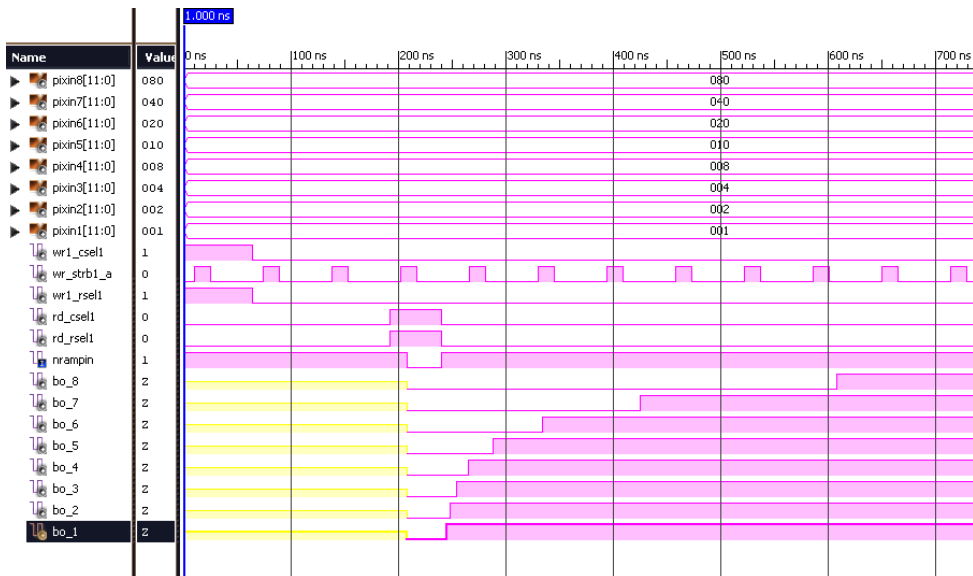 1.000 ns
Name Value 0 ns 100 ns 200 ns 300 ns 400 ns 500 ns 600 ns 700 ns
pixin8[11:0] 080 080
pixin7[11:0] 040 040
pixin6[11:0] 020 020
pixin5[11:0] 010 010
pixin4[11:0] 008 008
pixin3[11:0] 004 004
pixin2[11:0] 002 002
pixin1[11:0] 001 001
wr1_csel1 1
wr_strb1_a 0
wr1_rsel1 1
rd_csel1 0
rd_rsel1 0
nrampin 1
bo_8 Z
bo_7 Z
bo_6 Z
bo_5 Z
bo_4 Z
bo_3 Z
bo_2 Z
bo_1 Z